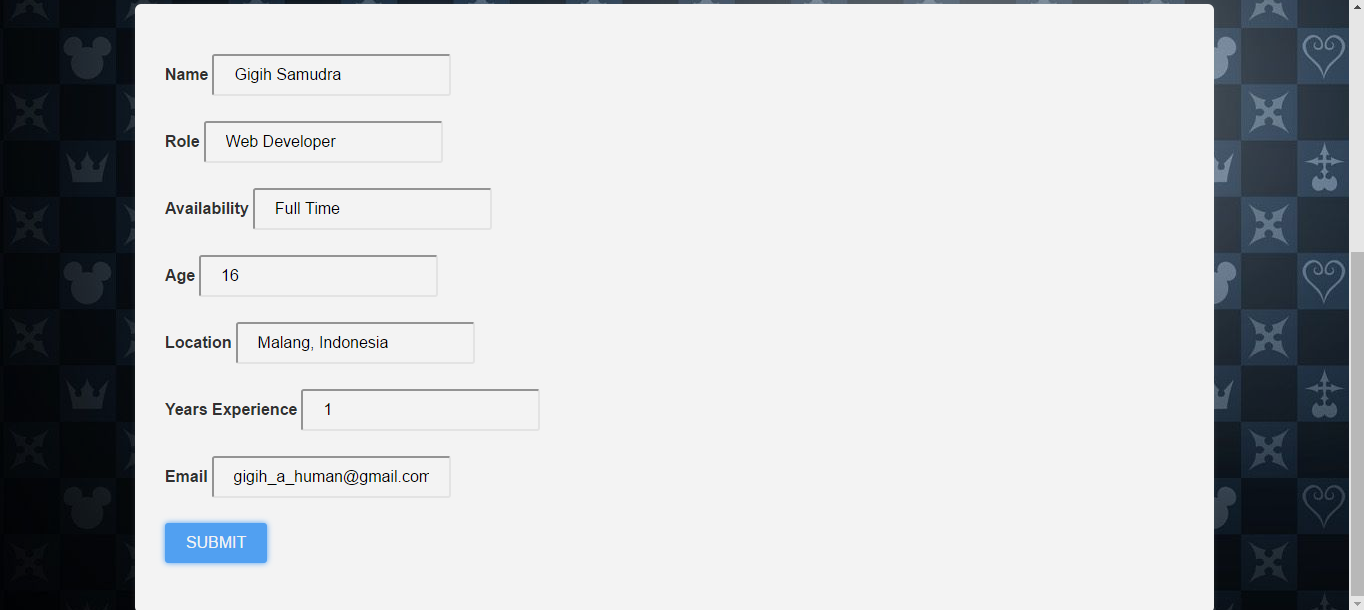 Name Gigih Samudra
Role Web Developer
Availability Full Time
Age 16
Location Malang, Indonesia
Years Experience 1
Email gigih_a_human@gmail.com
SUBMIT